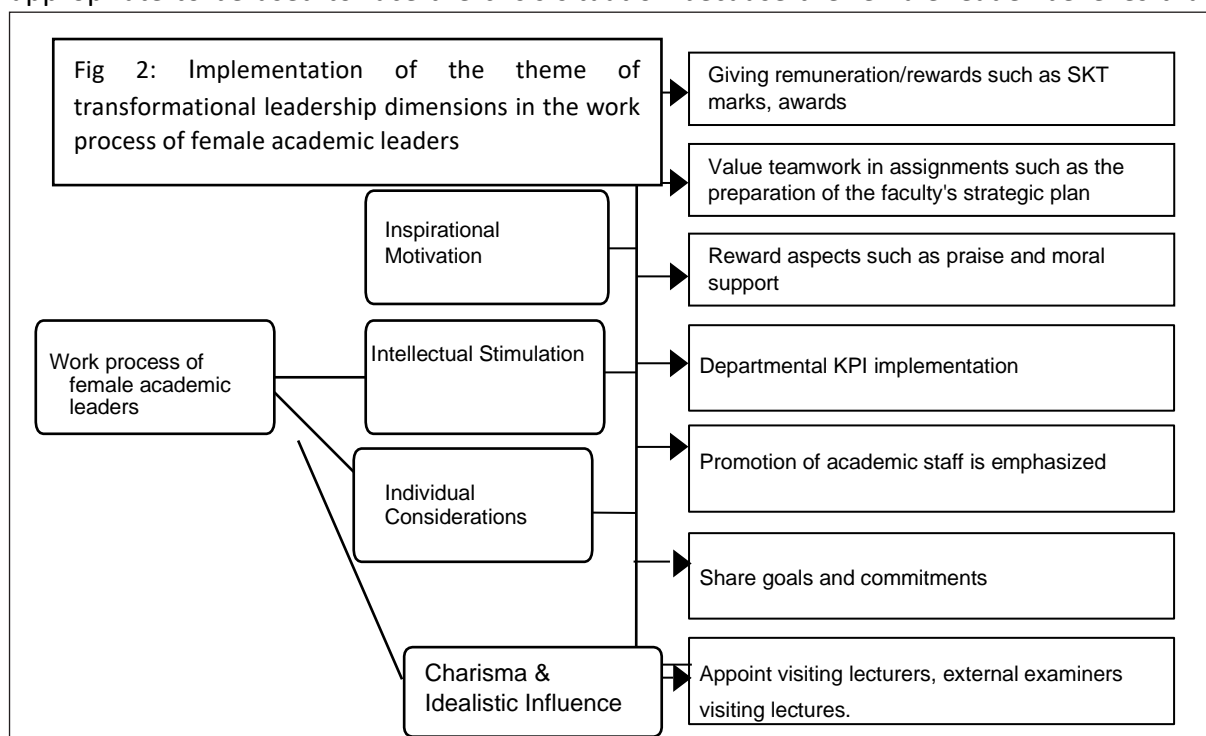 Fig 2: Implementation of the theme of
transformational leadership dimensions in the work
process of female academic leaders
Giving remuneration/rewards such as SKT
marks, awards
Value teamwork in assignments such as the
preparation of the faculty's strategic plan
Inspirational
Motivation
Reward aspects such as praise and moral
support
Work process of
female academic
leaders
Intellectual Stimulation
Departmental KPI implementation
Individual
Considerations
Promotion of academic staff is emphasized
Share goals and commitments
Charisma &
Idealistic Influence
Appoint visiting lecturers, external examiners
visiting lectures.